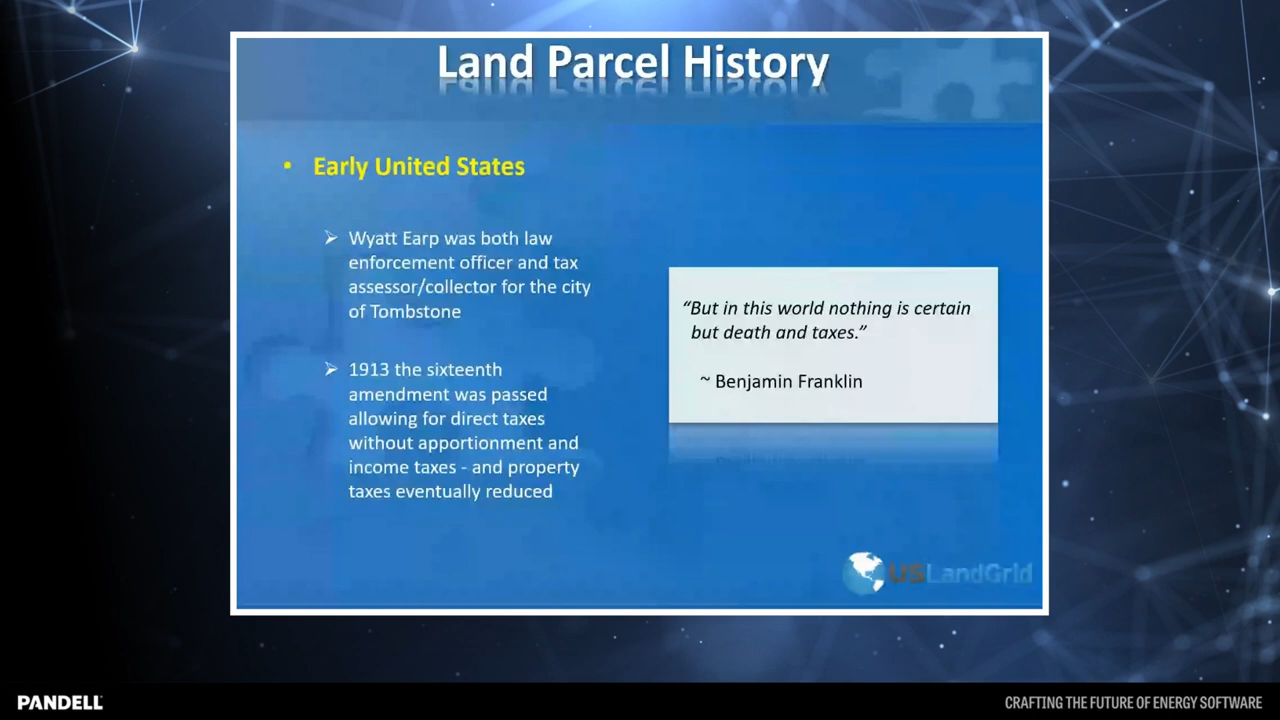 Land Parcel History
• Early United States
➢ Wyatt Earp was both law
enforcement officer and tax
assessor/collector for the city
of Tombstone
➢ 1913 the sixteenth
amendment was passed
allowing for direct taxes
without apportionment and
income taxes - and property
taxes eventually reduced
“But in this world nothing is certain
but death and taxes.”
~ Benjamin Franklin
USLandGrid
PANDELL
CRAFTING THE FUTURE OF ENERGY SOFTWARE